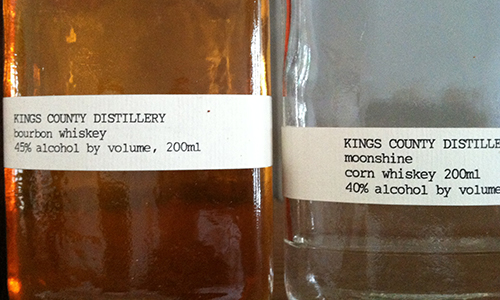 KINGS COUNTY DISTILLERY
bourbon whiskey
45% alcohol by volume, 200ml
KINGS COUNTY DISTILLE
moonshine
corn whiskey 200ml
40% alcohol by volume